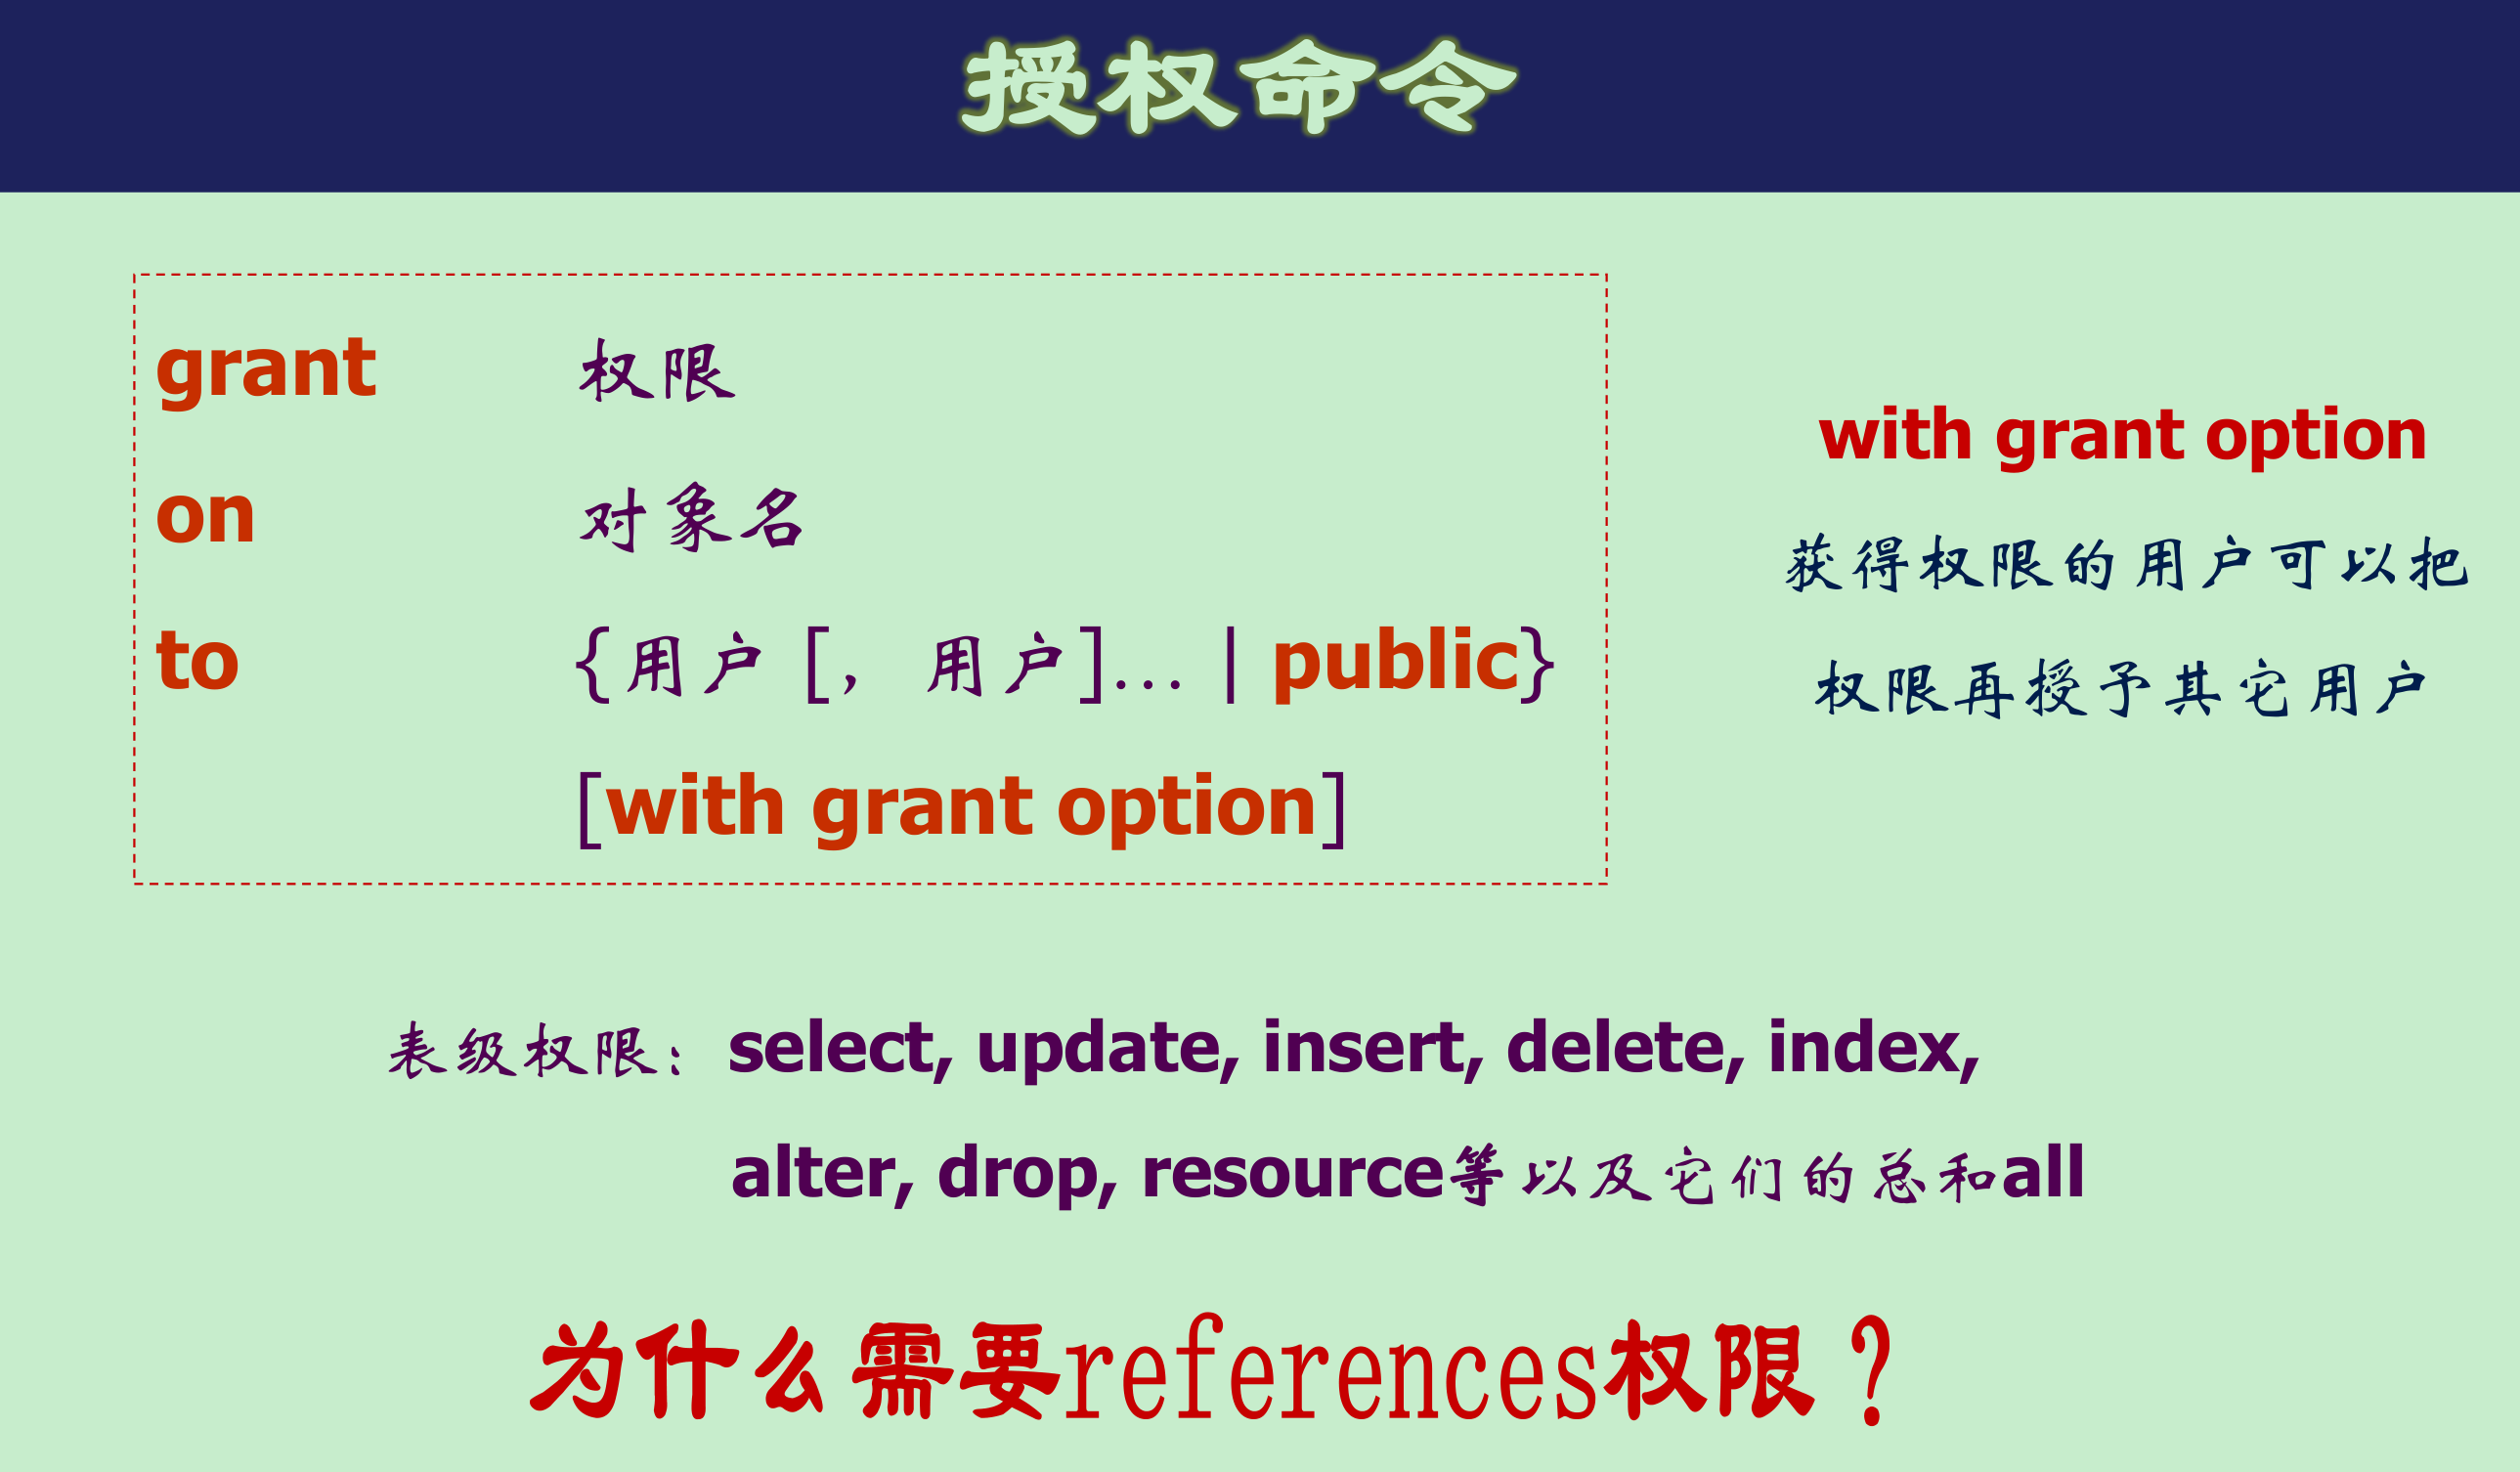 授权命令
grant 权限
on 对象名
to {用户 [, 用户]… | public}
[with grant option]
with grant option
获得权限的用户可以把
权限再授予其它用户
表级权限：select, update, insert, delete, index,
alter, drop, resource等以及它们的总和all
为什么需要references权限？